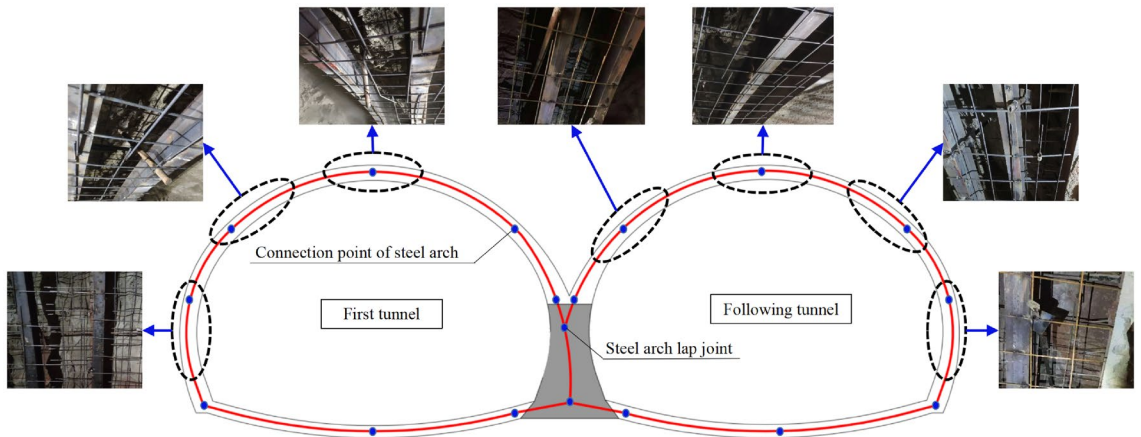 Connection point of steel arch
First tunnel
Following tunnel
Steel arch lap joint